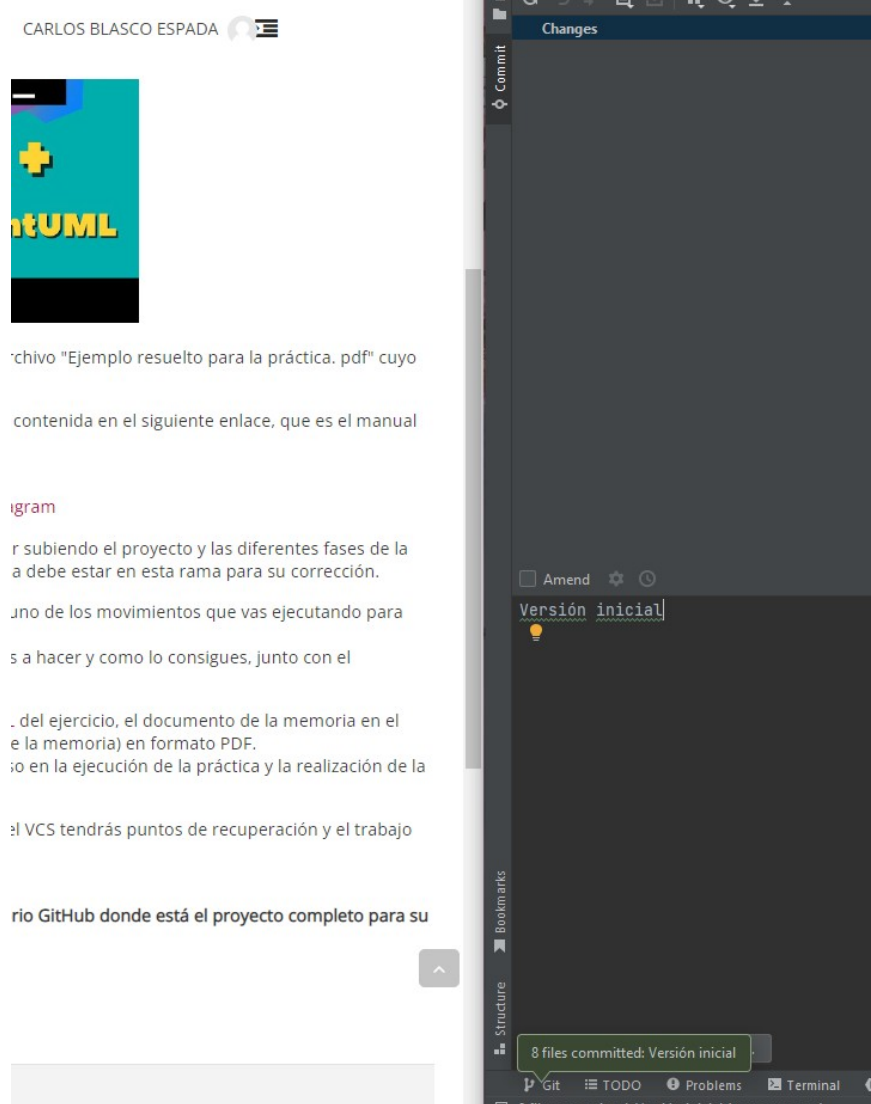 CARLOS BLASCO ESPADA
ntUML
rchivo "Ejemplo resuelto para la práctica. pdf" cuyo
contenida en el siguiente enlace, que es el manual
agram
r subiendo el proyecto y las diferentes fases de la
a debe estar en esta rama para su corrección.
uno de los movimientos que vas ejecutando para
s a hacer y como lo consigues, junto con el
del ejercicio, el documento de la memoria en el
e la memoria) en formato PDF.
so en la ejecución de la práctica y la realización de la
el VCS tendrás puntos de recuperación y el trabajo
rio GitHub donde está el proyecto completo para su
Commit
Changes
Amend
Versión inicial
Bookmarks
Structure
8 files committed: Versión inicial
Git
TODO
Problems
Terminal